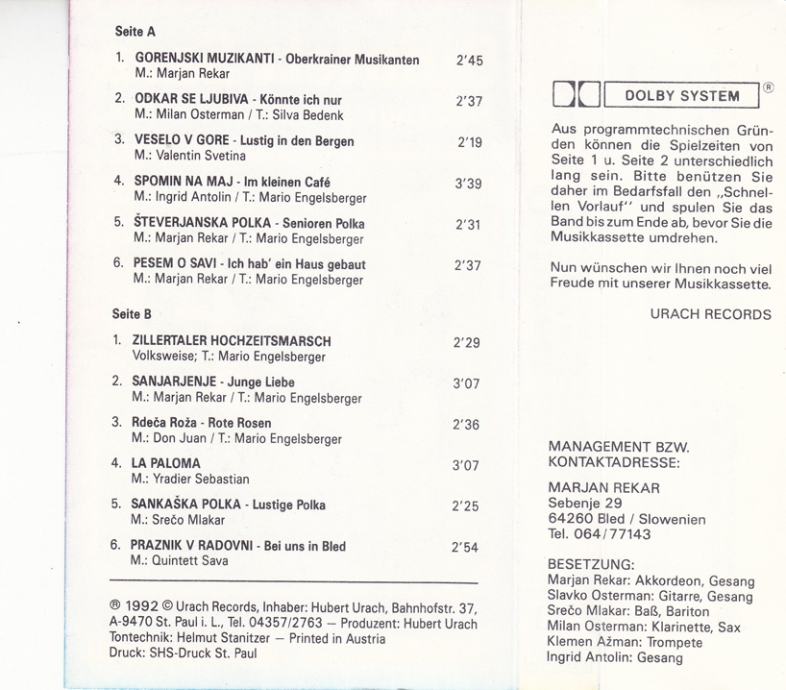 Seite A
1. GORENJSKI MUZIKANTI - Oberkrainer Musikanten 2'45
M.: Marjan Rekar
2. ODKAR SE LJUBIVA - Könnte ich nur 2'37
M.: Milan Osterman / T.: Silva Bedenk
3. VESELO V GORE - Lustig in den Bergen 2'19
M.: Valentin Svetina
4. SPOMIN NA MAJ - Im kleinen Café 3'39
M.: Ingrid Antolin / T.: Mario Engelsberger
5. ŠTEVERJANSKA POLKA - Senioren Polka 2'31
M.: Marjan Rekar / T.: Mario Engelsberger
6. PESEM O SAVI - Ich hab' ein Haus gebaut 2'37
M.: Marjan Rekar / T.: Mario Engelsberger
Seite B
1. ZILLERTALER HOCHZEITSMARSCH 2'29
Volksweise; T.: Mario Engelsberger
2. SANJARJENJE - Junge Liebe 3'07
M.: Marjan Rekar / T.: Mario Engelsberger
3. Rdeča Roža - Rote Rosen 2'36
M.: Don Juan / T.: Mario Engelsberger
4. LA PALOMA 3'07
M.: Yradier Sebastian
5. SANKAŠKA POLKA - Lustige Polka 2'25
M.: Srečo Mlakar
6. PRAZNIK V RADOVNI - Bei uns in Bled 2'54
M.: Quintett Sava
℗ 1992 © Urach Records, Inhaber: Hubert Urach, Bahnhofstr. 37,
A-9470 St. Paul i. L., Tel. 04357/2763 — Produzent: Hubert Urach
Tontechnik: Helmut Stanitzer — Printed in Austria
Druck: SHS-Druck St. Paul
DOLBY SYSTEM ®
Aus programmtechnischen Grün-
den können die Spielzeiten von
Seite 1 u. Seite 2 unterschiedlich
lang sein. Bitte benützen Sie
daher im Bedarfsfall den „Schnel-
len Vorlauf" und spulen Sie das
Band bis zum Ende ab, bevor Sie die
Musikkassette umdrehen.
Nun wünschen wir Ihnen noch viel
Freude mit unserer Musikkassette.
URACH RECORDS
MANAGEMENT BZW.
KONTAKTADRESSE:
MARJAN REKAR
Sebenje 29
64260 Bled / Slowenien
Tel. 064/77143
BESETZUNG:
Marjan Rekar: Akkordeon, Gesang
Slavko Osterman: Gitarre, Gesang
Srečo Mlakar: Baß, Bariton
Milan Osterman: Klarinette, Sax
Klemen Ažman: Trompete
Ingrid Antolin: Gesang